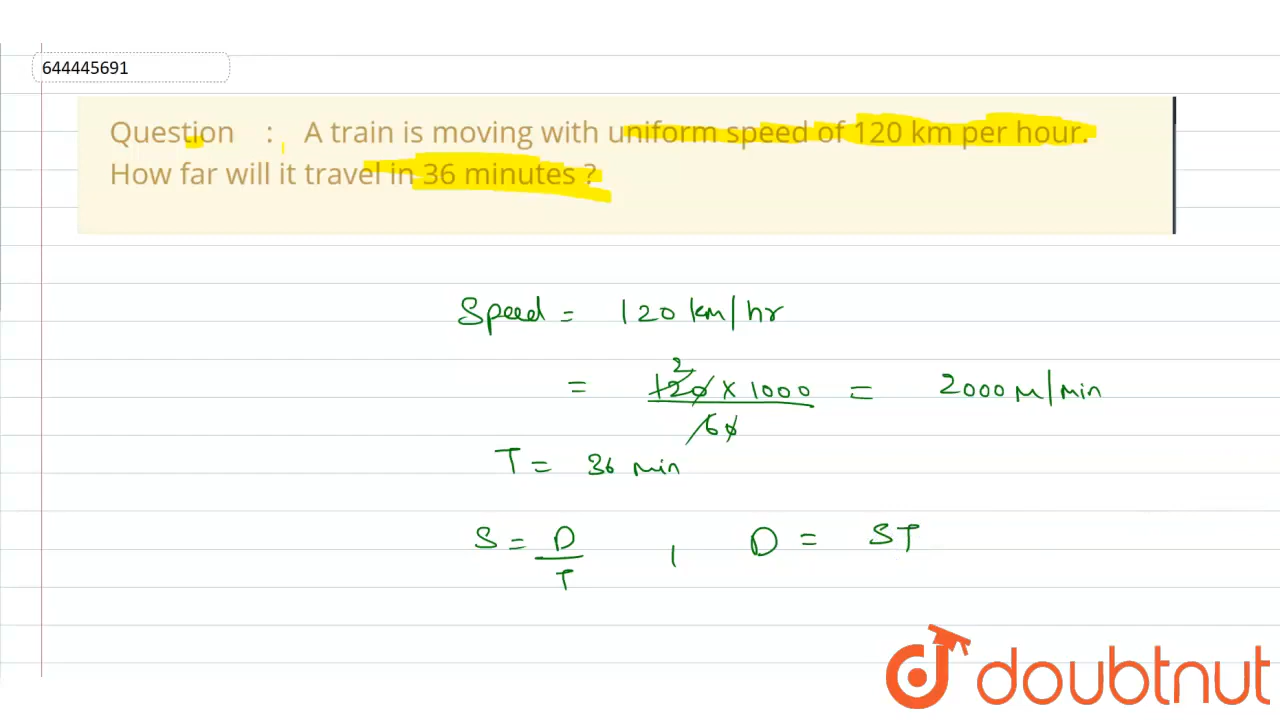 644445691
Question : A train is moving with uniform speed of 120 km per hour.
How far will it travel in 36 minutes ?
Speed = 120 km/hr
2
= 120 x 1000 = 2000 m/min
60
T = 36 min
S = D , D = ST
T
doubtnut